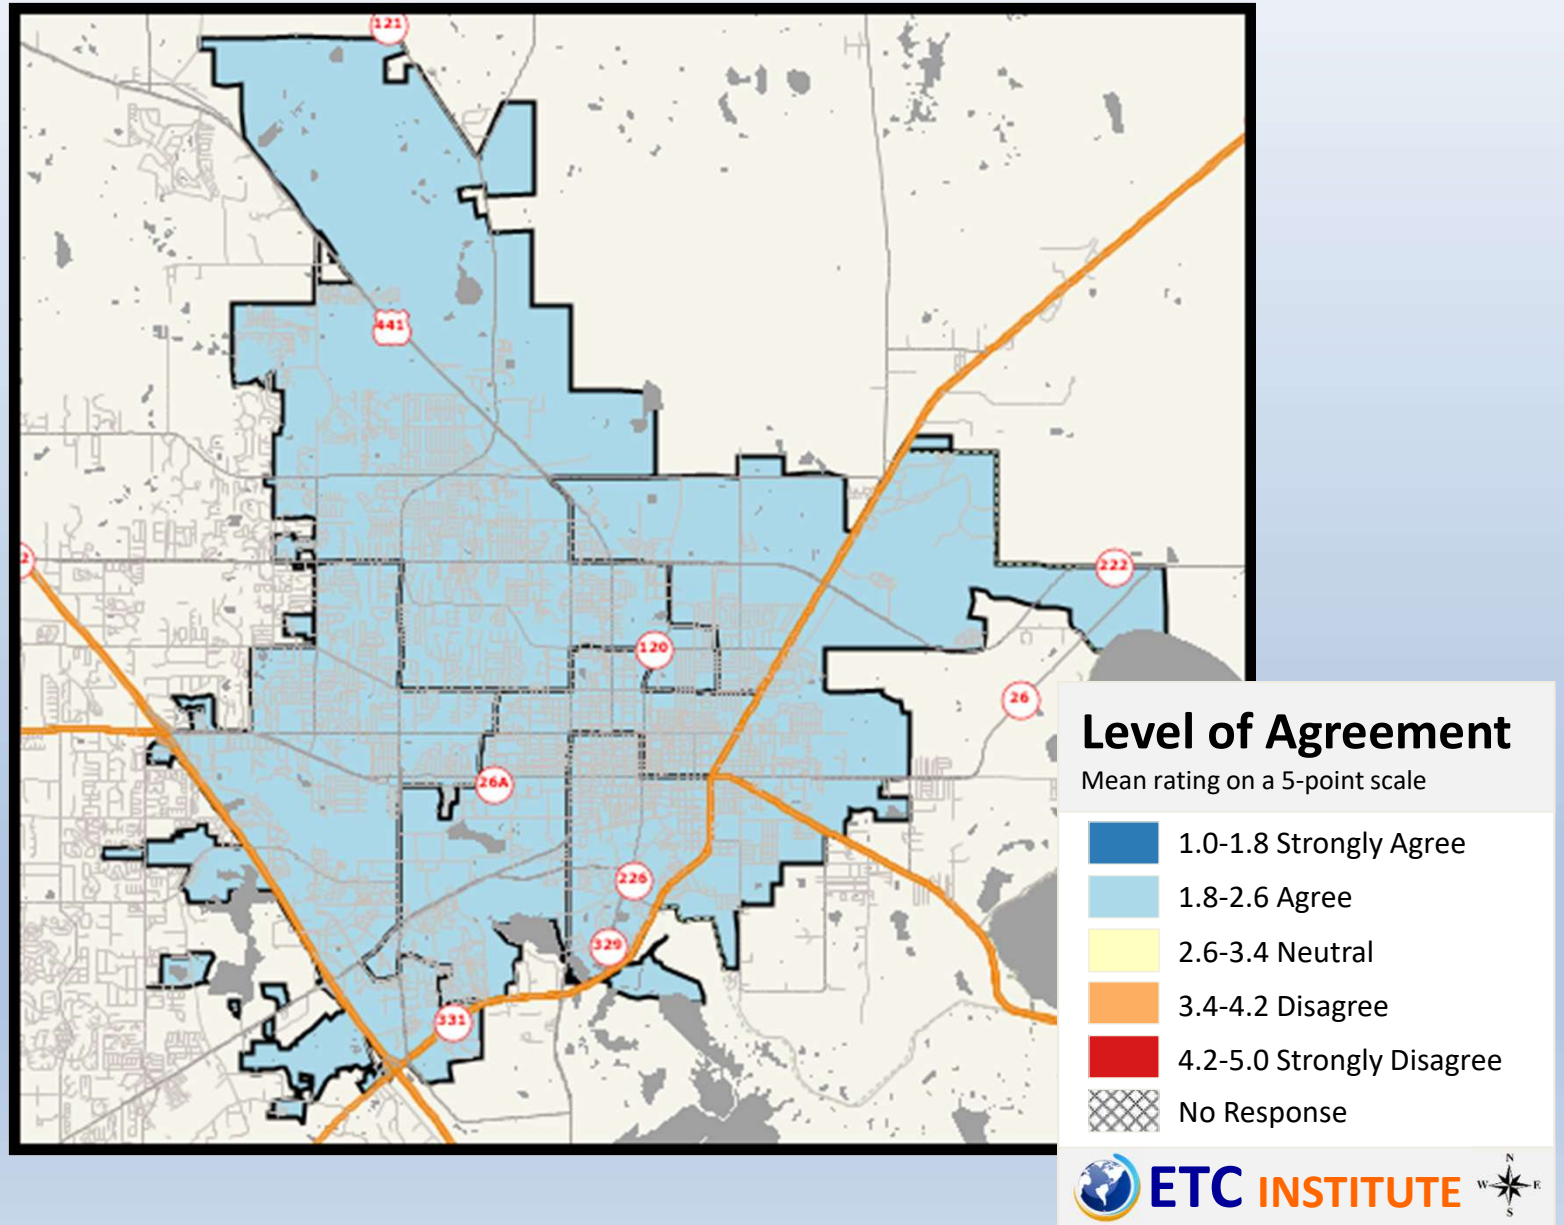 121
441
2
222
120
26
26A
226
329
331
Level of Agreement
Mean rating on a 5-point scale
1.0-1.8 Strongly Agree
1.8-2.6 Agree
2.6-3.4 Neutral
3.4-4.2 Disagree
4.2-5.0 Strongly Disagree
No Response
ETC INSTITUTE
N
W E
S